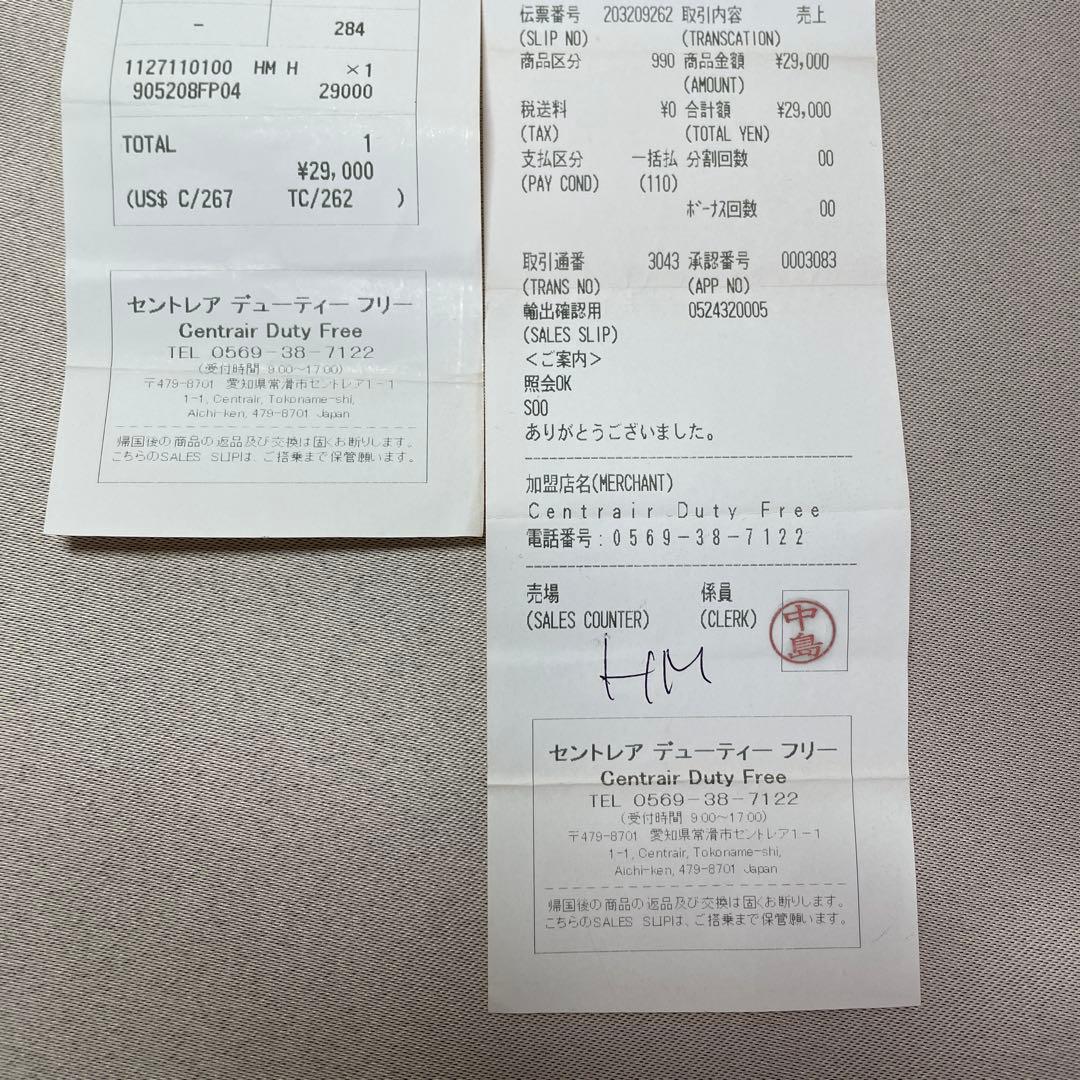 -
284
1127110100 HM H ×1
905208FP04 29000
TOTAL 1
¥29,000
(US$ C/267 TC/262 )
セントレア デューティー フリー
Centrair Duty Free
TEL 0569-38-7122
(受付時間 9:00〜17:00)
〒479-8701 愛知県常滑市セントレア1-1
1-1, Centrair, Tokoname-shi,
Aichi-ken, 479-8701 Japan
帰国後の商品の返品及び交換は固くお断りします。
こちらのSALES SLIPは、ご搭乗まで保管願います。
伝票番号 203209262 取引内容 売上
(SLIP NO) (TRANSCATION)
商品区分 990 商品金額 ¥29,000
(AMOUNT)
税送料 ¥0 合計額 ¥29,000
(TAX) (TOTAL YEN)
支払区分 一括払 分割回数 00
(PAY COND) (110)
ボーナス回数 00
取引通番 3043 承認番号 0003083
(TRANS NO) (APP NO)
輸出確認用 0524320005
(SALES SLIP)
<ご案内>
照会OK
S00
ありがとうございました。
加盟店名(MERCHANT)
Centrair Duty Free
電話番号:0569-38-7122
売場 係員
(SALES COUNTER) (CLERK)
中島
HM
セントレア デューティー フリー
Centrair Duty Free
TEL 0569-38-7122
(受付時間 9:00〜17:00)
〒479-8701 愛知県常滑市セントレア1-1
1-1, Centrair, Tokoname-shi,
Aichi-ken, 479-8701 Japan
帰国後の商品の返品及び交換は固くお断りします。
こちらのSALES SLIPは、ご搭乗まで保管願います。